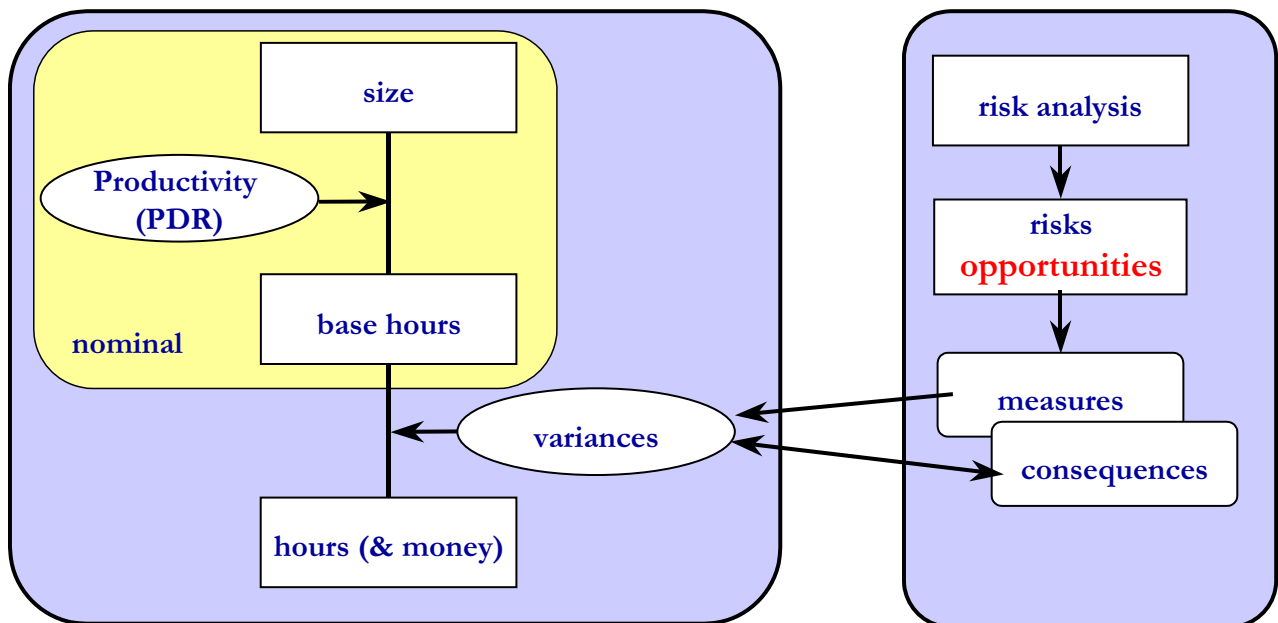 size
Productivity
(PDR)
base hours
nominal
variances
hours (& money)
risk analysis
risks
opportunities
measures
consequences